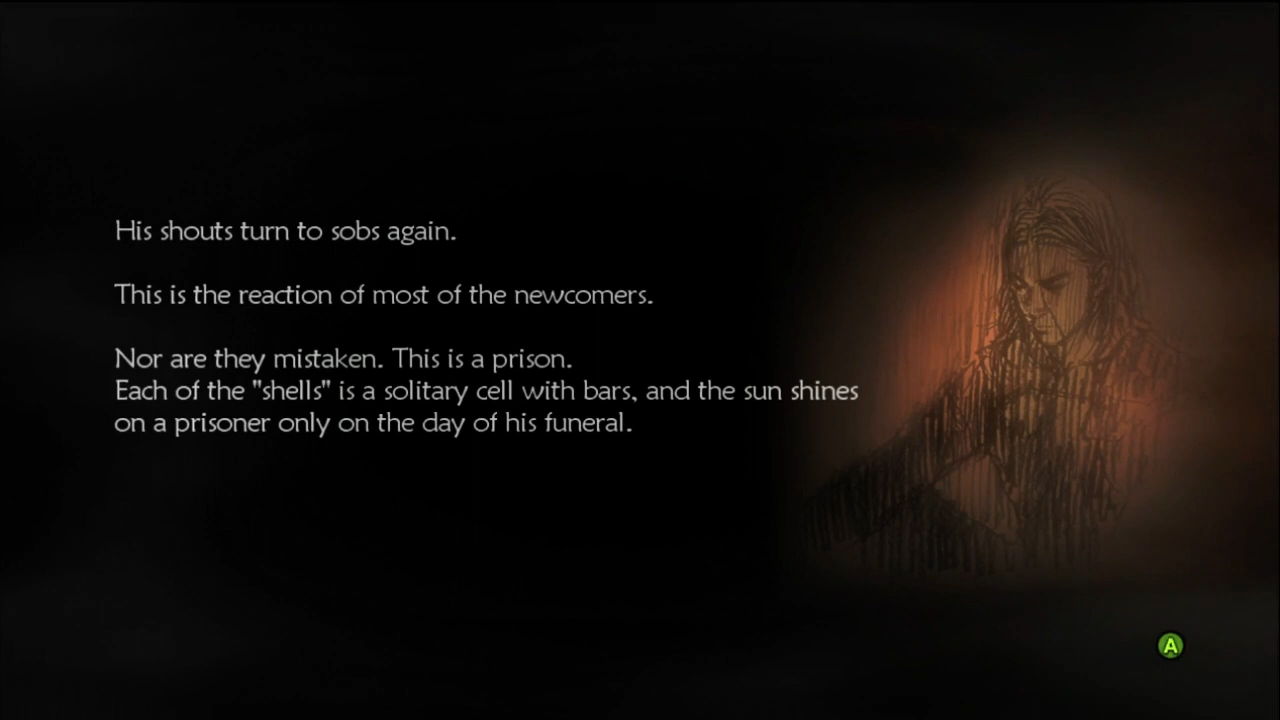 His shouts turn to sobs again.
This is the reaction of most of the newcomers.
Nor are they mistaken. This is a prison.
Each of the "shells" is a solitary cell with bars, and the sun shines
on a prisoner only on the day of his funeral.
A